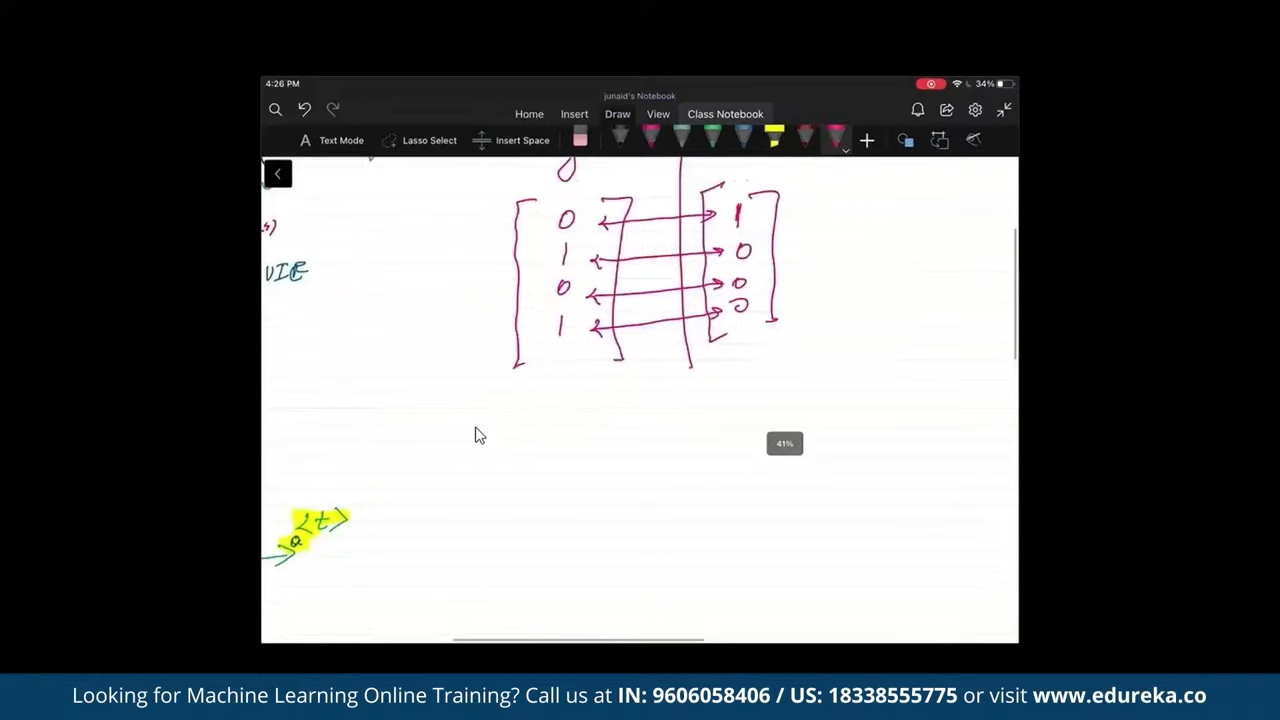 4:26 PM
34%
junaid's Notebook
Home Insert Draw View Class Notebook
A Text Mode Lasso Select Insert Space
y
0 1
1 0
0 0
1 0
41%
<t>
Looking for Machine Learning Online Training? Call us at IN: 9606058406 / US: 18338555775 or visit www.edureka.co